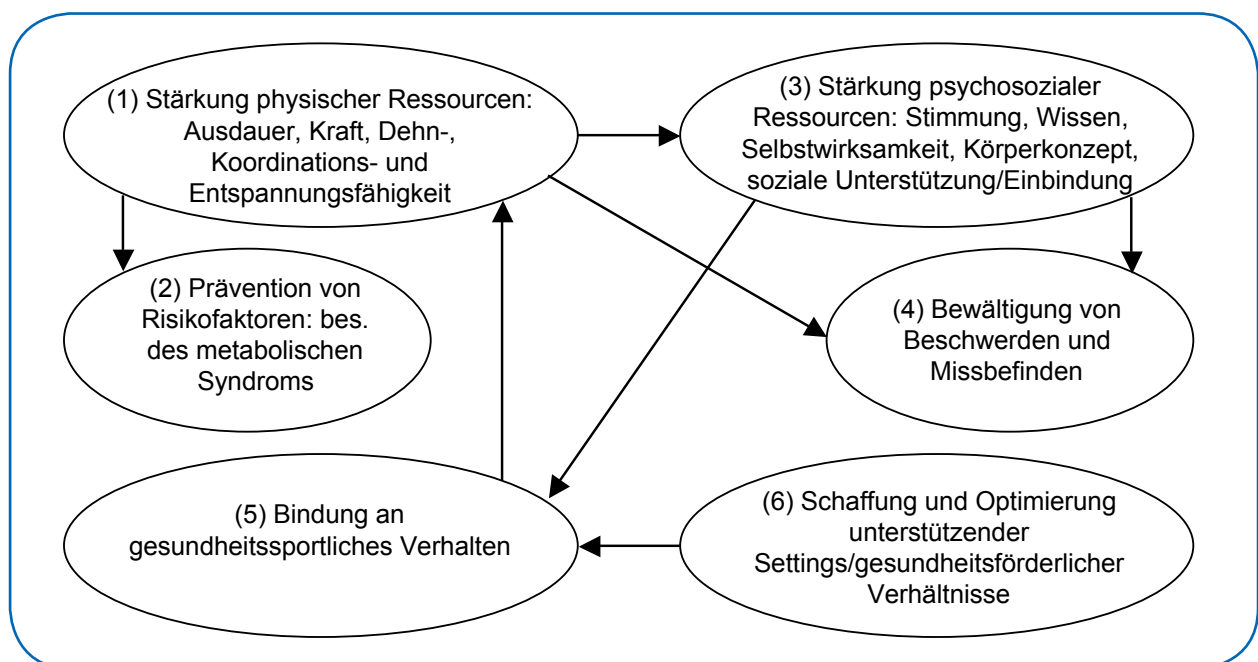 (1) Stärkung physischer Ressourcen:
Ausdauer, Kraft, Dehn-,
Koordinations- und
Entspannungsfähigkeit
(3) Stärkung psychosozialer
Ressourcen: Stimmung, Wissen,
Selbstwirksamkeit, Körperkonzept,
soziale Unterstützung/Einbindung
(2) Prävention von
Risikofaktoren: bes.
des metabolischen
Syndroms
(4) Bewältigung von
Beschwerden und
Missbefinden
(5) Bindung an
gesundheitssportliches Verhalten
(6) Schaffung und Optimierung
unterstützender
Settings/gesundheitsförderlicher
Verhältnisse